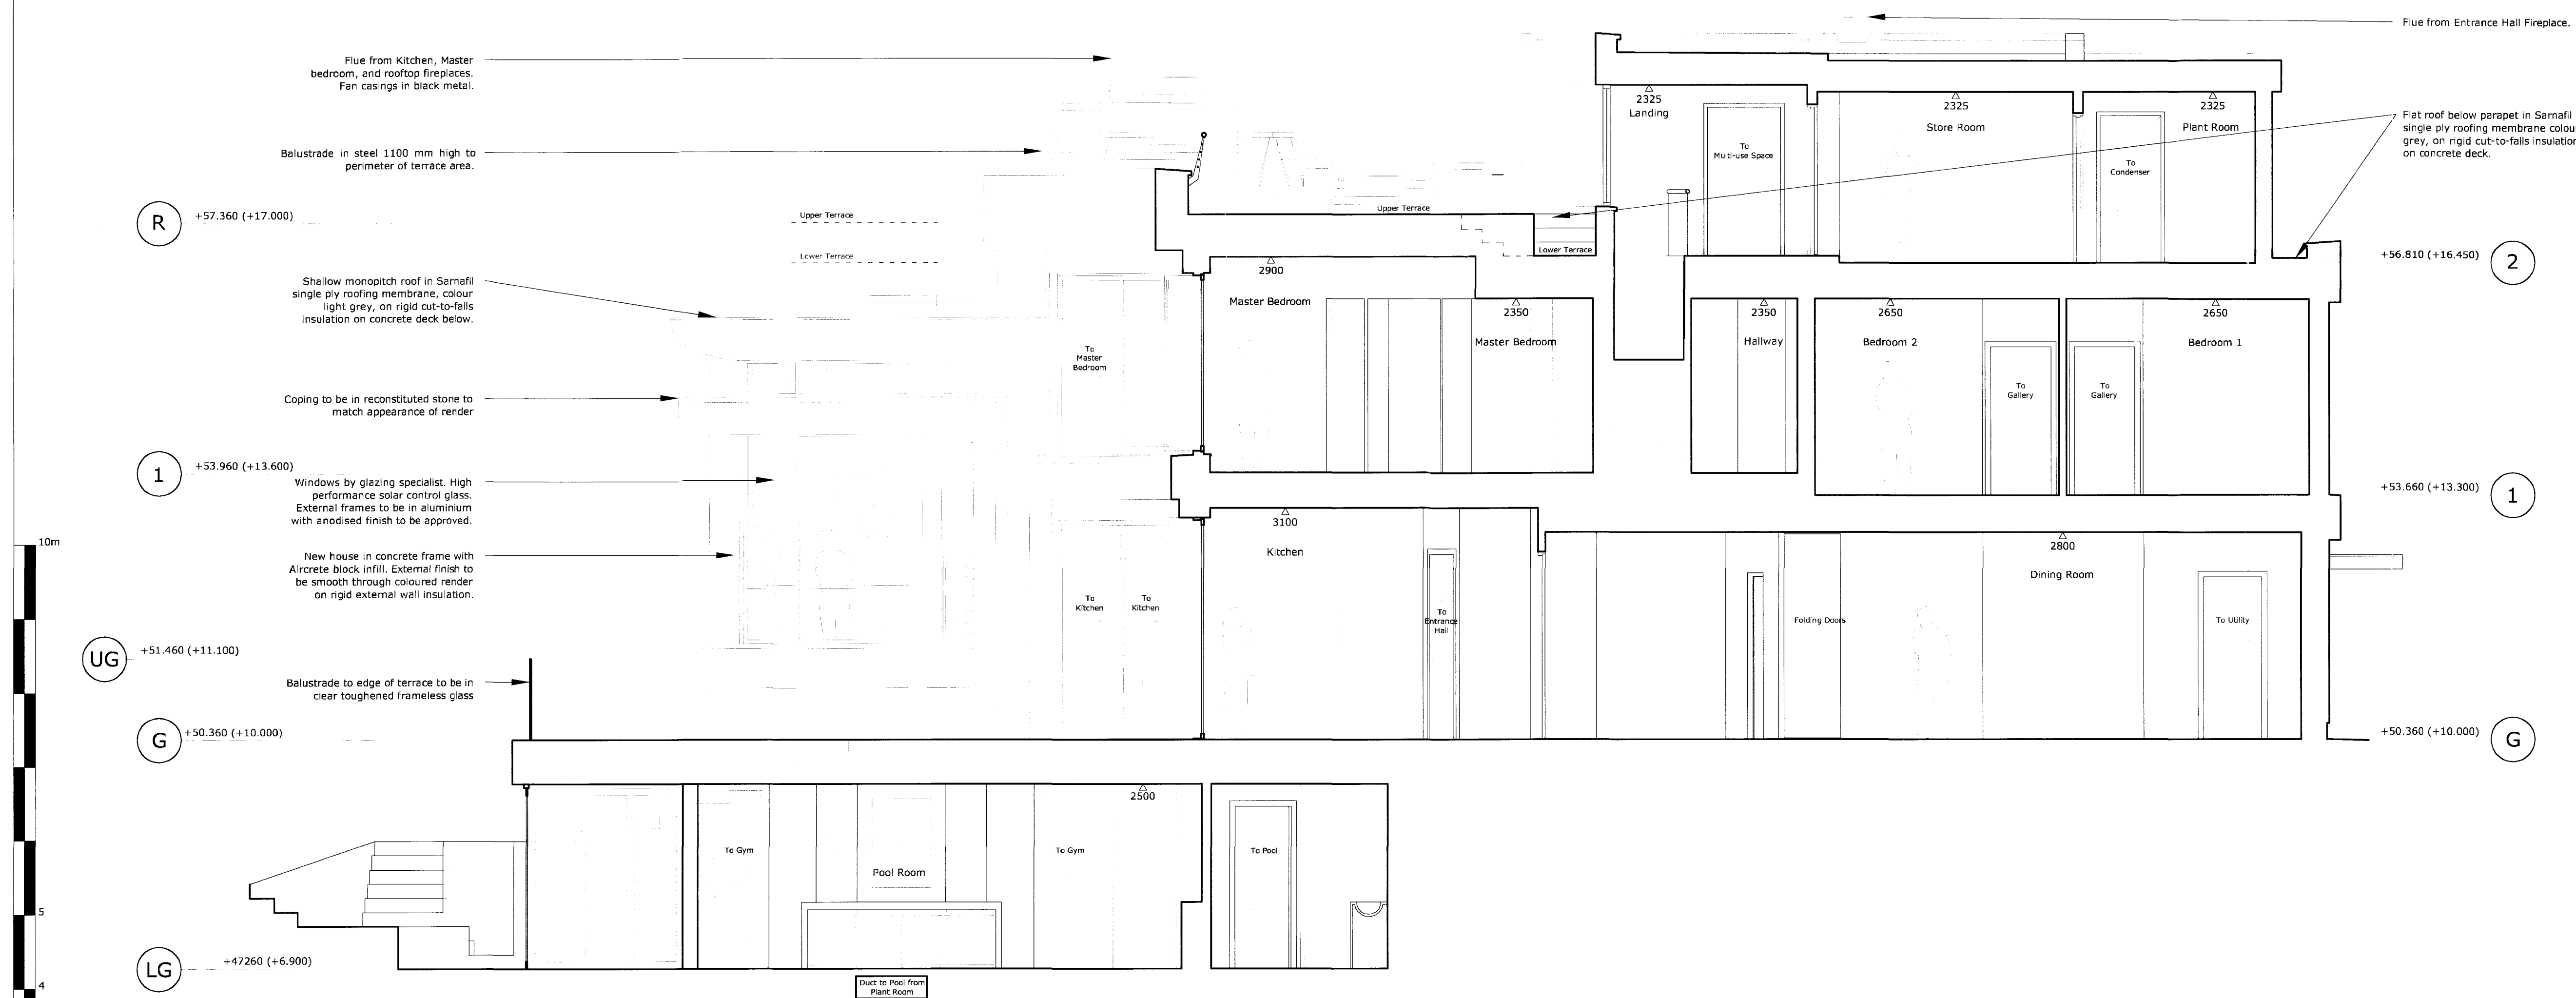 Flue from Entrance Hall Fireplace.
Flue from Kitchen, Master
bedroom, and rooftop fireplaces.
Fan casings in black metal.
2325
Landing
2325
Store Room
2325
Plant Room
Flat roof below parapet in Sarnafil
single ply roofing membrane colou
grey, on rigid cut-to-falls insulation
on concrete deck.
To
Multi-use Space
To
Condenser
Balustrade in steel 1100 mm high to
perimeter of terrace area.
R
+57.360 (+17.000)
Upper Terrace
Upper Terrace
Lower Terrace
Lower Terrace
+56.810 (+16.450)
2
Shallow monopitch roof in Sarnafil
single ply roofing membrane, colour
light grey, on rigid cut-to-falls
insulation on concrete deck below.
2900
Master Bedroom
2350
Master Bedroom
2350
Hallway
2650
Bedroom 2
2650
Bedroom 1
To
Master
Bedroom
To
Gallery
To
Gallery
Coping to be in reconstituted stone to
match appearance of render
1
+53.960 (+13.600)
+53.660 (+13.300)
1
Windows by glazing specialist. High
performance solar control glass.
External frames to be in aluminium
with anodised finish to be approved.
3100
Kitchen
2800
Dining Room
10m
New house in concrete frame with
Aircrete block infill. External finish to
be smooth through coloured render
on rigid external wall insulation.
To
Kitchen
To
Kitchen
To
Entrance
Hall
Folding Doors
To Utility
UG
+51.460 (+11.100)
Balustrade to edge of terrace to be in
clear toughened frameless glass
G
+50.360 (+10.000)
+50.360 (+10.000)
G
2500
To Gym
Pool Room
To Gym
To Pool
5
LG
+47260 (+6.900)
4
Duct to Pool from
Plant Room